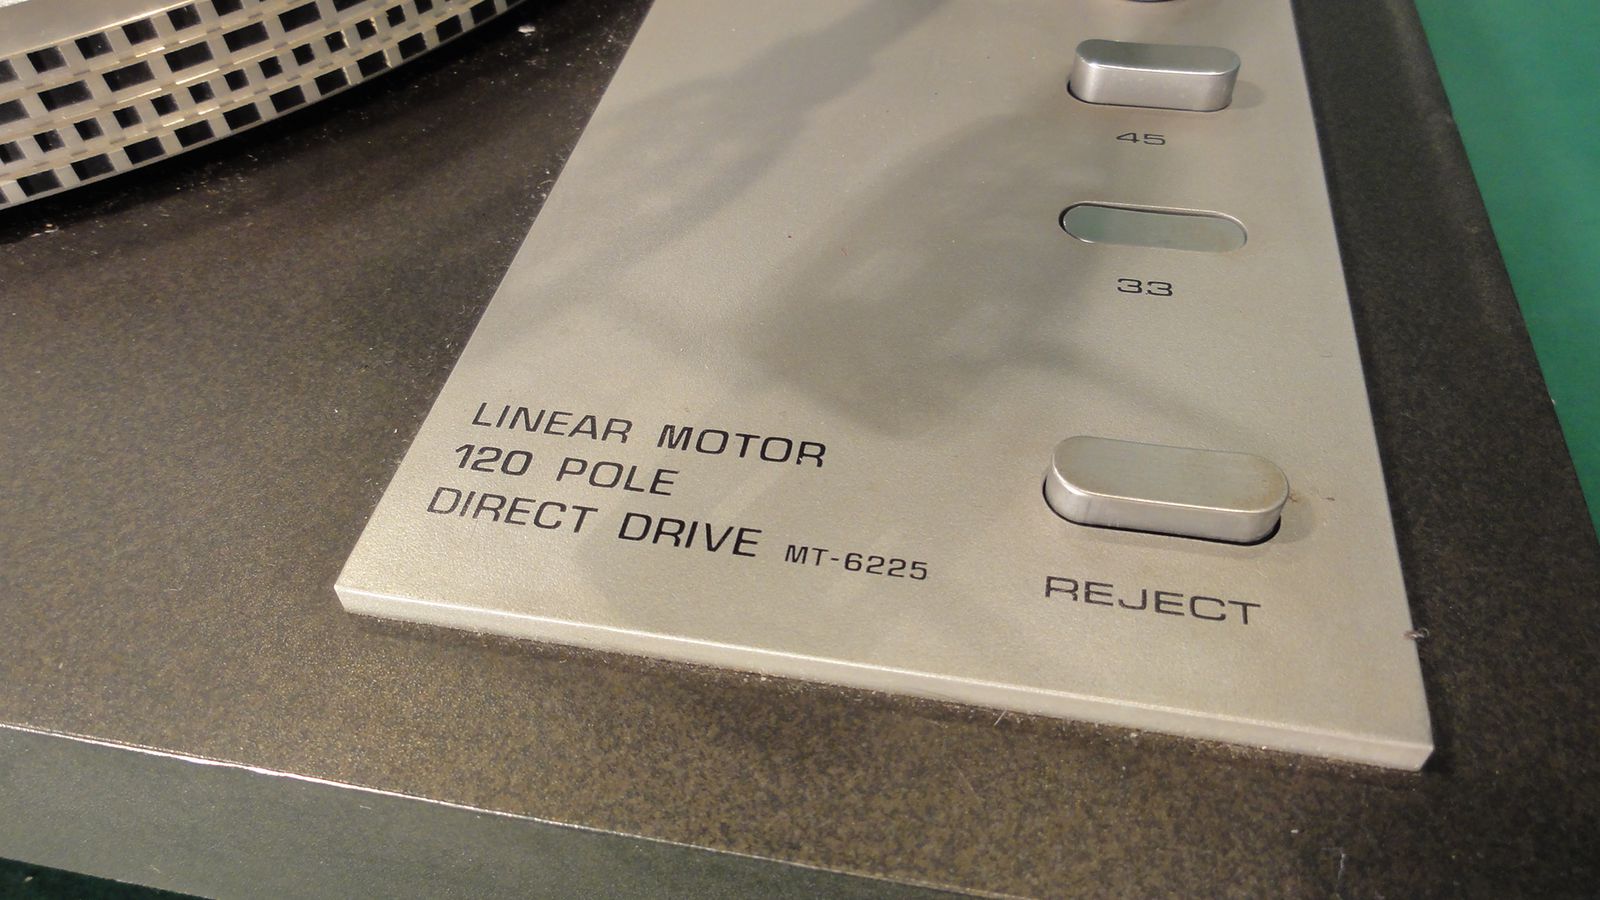 45
33
LINEAR MOTOR
120 POLE
DIRECT DRIVE MT-6225
REJECT